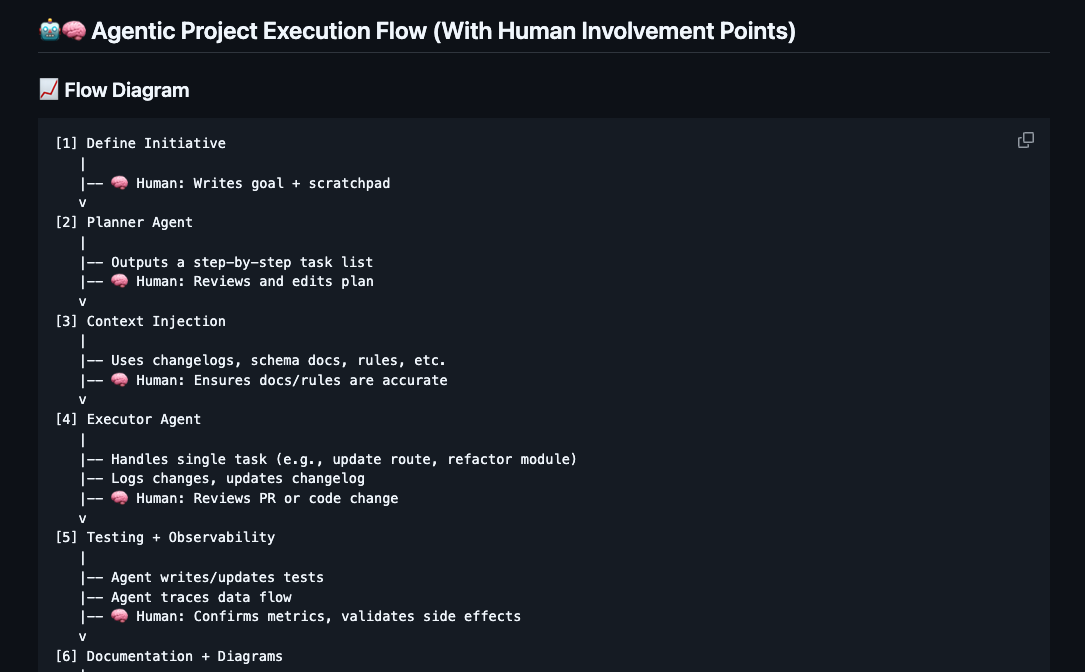 🤖🧠 Agentic Project Execution Flow (With Human Involvement Points)
📈 Flow Diagram
[1] Define Initiative
   |
   |-- 🧠 Human: Writes goal + scratchpad
   v
[2] Planner Agent
   |
   |-- Outputs a step-by-step task list
   |-- 🧠 Human: Reviews and edits plan
   v
[3] Context Injection
   |
   |-- Uses changelogs, schema docs, rules, etc.
   |-- 🧠 Human: Ensures docs/rules are accurate
   v
[4] Executor Agent
   |
   |-- Handles single task (e.g., update route, refactor module)
   |-- Logs changes, updates changelog
   |-- 🧠 Human: Reviews PR or code change
   v
[5] Testing + Observability
   |
   |-- Agent writes/updates tests
   |-- Agent traces data flow
   |-- 🧠 Human: Confirms metrics, validates side effects
   v
[6] Documentation + Diagrams
   |